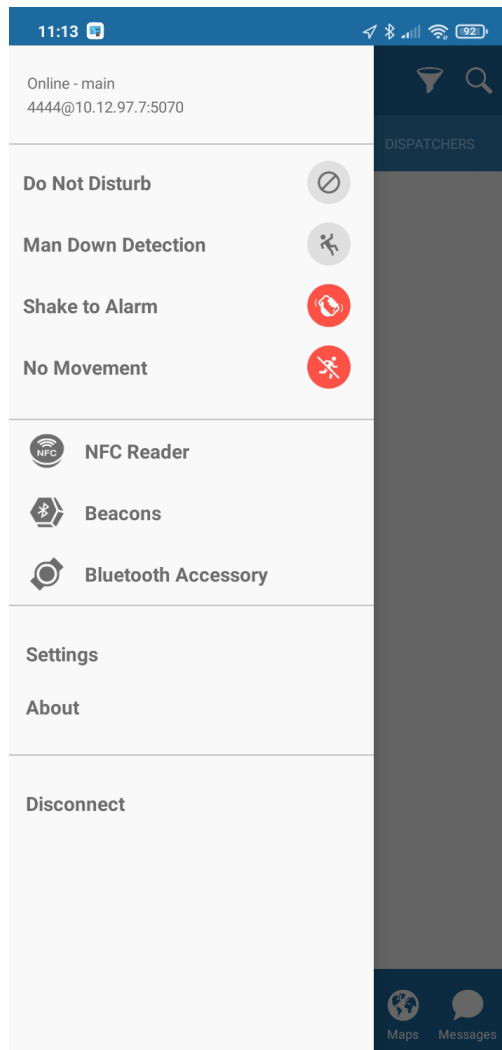 11:13
92
Online - main
4444@10.12.97.7:5070
DISPATCHERS
Do Not Disturb
Man Down Detection
Shake to Alarm
No Movement
NFC
NFC Reader
Beacons
Bluetooth Accessory
Settings
About
Disconnect
Maps
Messages